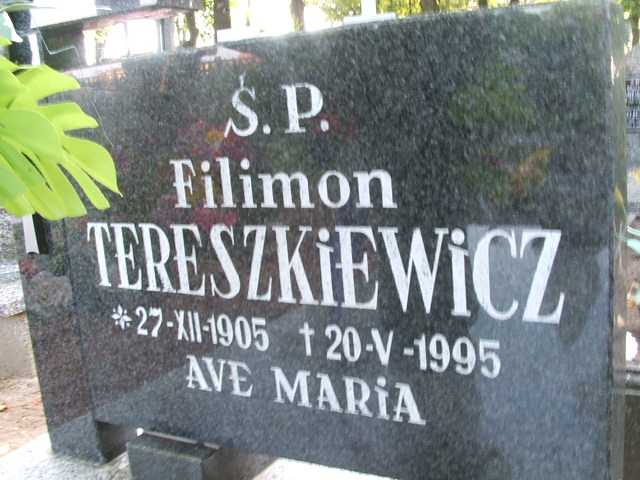 Ś.P.
Filimon
TERESZKiEWiCZ
* 27-XII-1905 † 20-V-1995
AVE MARiA